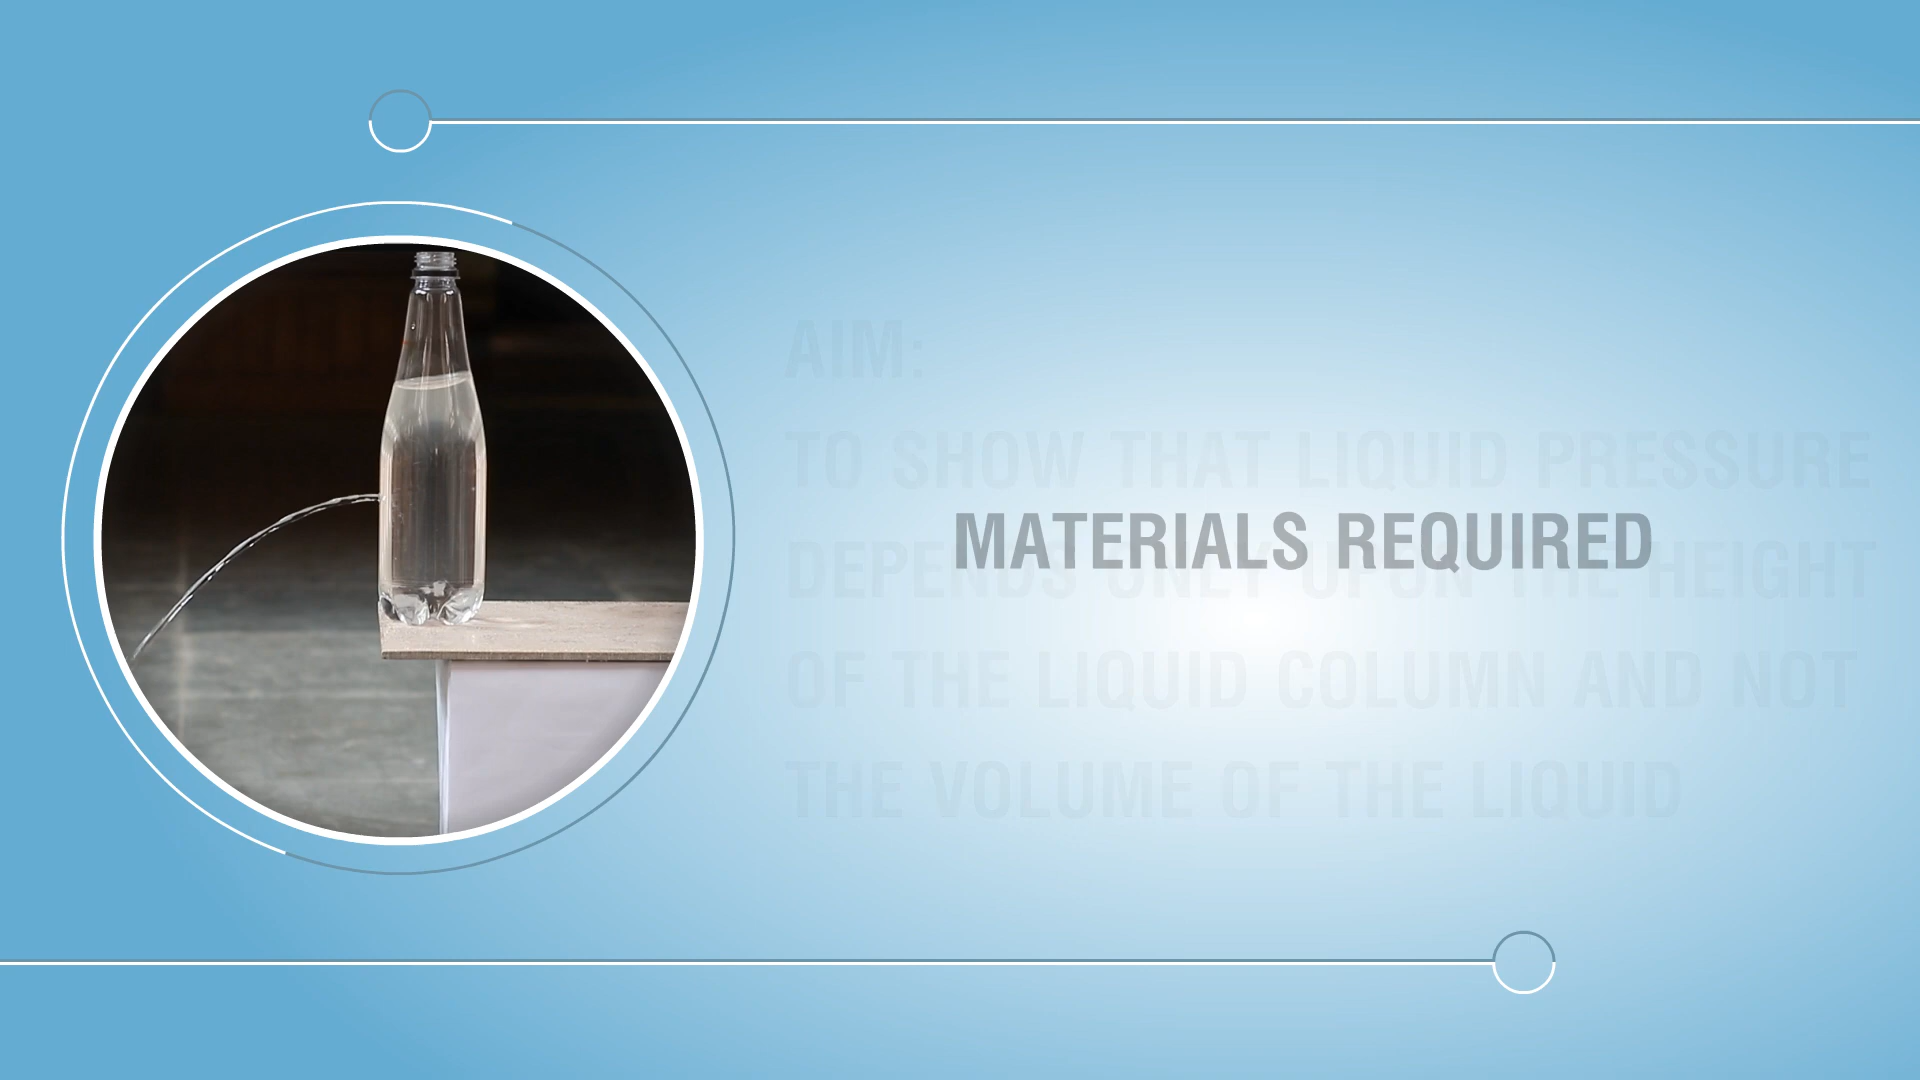 AIM:
TO SHOW THAT LIQUID PRESSURE
MATERIALS REQUIRED
DEPENDS ONLY UPON THE HEIGHT
OF THE LIQUID COLUMN AND NOT
THE VOLUME OF THE LIQUID